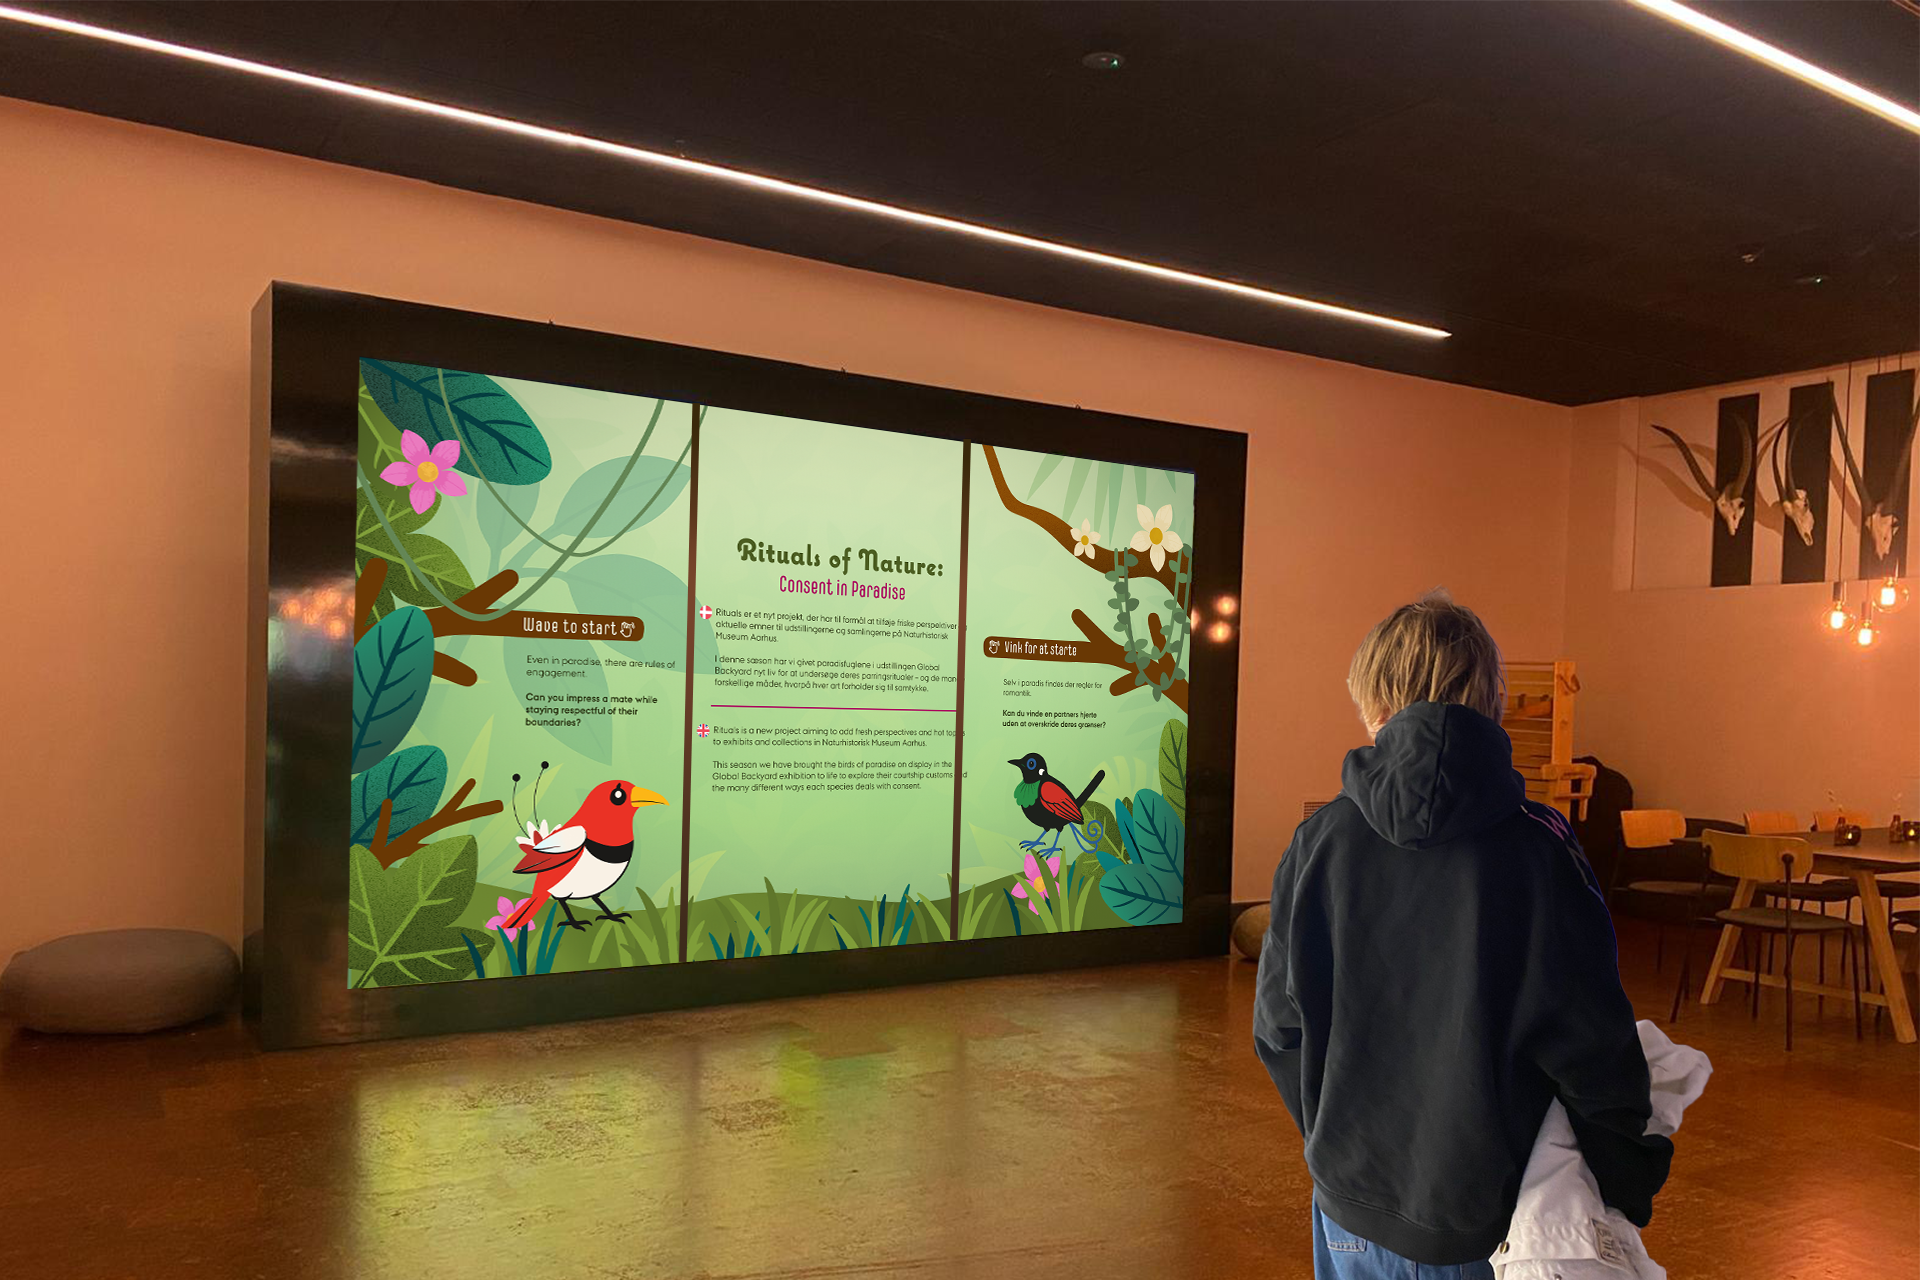 Wave to start
Even in paradise, there are rules of
engagement.
Can you impress a mate while
staying respectful of their
boundaries?
Rituals of Nature:
Consent in Paradise
Rituals er et nyt projekt, der har til formål at tilføje friske perspektiver
aktuelle emner til udstillingerne og samlingerne på Naturhistorisk
Museum Aarhus.
I denne sæson har vi givet paradisfuglene i udstillingen Global
Backyard nyt liv for at undersøge deres parringsritualer - og de man
forskellige måder, hvorpå hver art forholder sig til samtykke.
Rituals is a new project aiming to add fresh perspectives and hot top
to exhibits and collections in Naturhistorisk Museum Aarhus.
This season we have brought the birds of paradise on display in the
Global Backyard exhibition to life to explore their courtship customs
the many different ways each species deals with consent.
Vink for at starte
Selv i paradis findes der regler for
romantik.
Kan du vinde en partners hjerte
uden at overskride deres grænser?